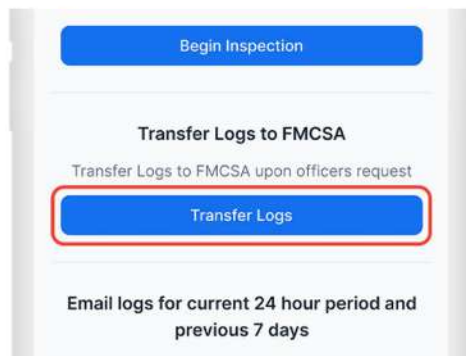 Begin Inspection
Transfer Logs to FMCSA
Transfer Logs to FMCSA upon officers request
Transfer Logs
Email logs for current 24 hour period and
previous 7 days